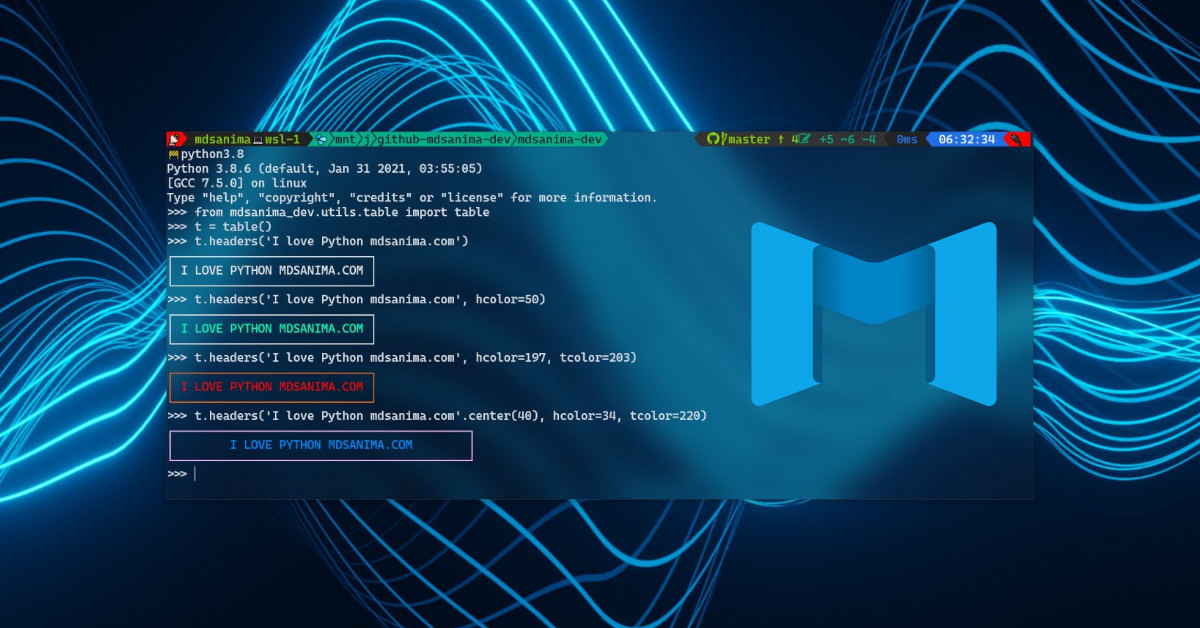 mdsanima wsl-1 mnt j github-mdsanima-dev mdsanima-dev master ↑ 4 +5 ~6 -4 0ms 06:32:34
python3.8
Python 3.8.6 (default, Jan 31 2021, 03:55:05)
[GCC 7.5.0] on linux
Type "help", "copyright", "credits" or "license" for more information.
>>> from mdsanima_dev.utils.table import table
>>> t = table()
>>> t.headers('I love Python mdsanima.com')
I LOVE PYTHON MDSANIMA.COM
>>> t.headers('I love Python mdsanima.com', hcolor=50)
I LOVE PYTHON MDSANIMA.COM
>>> t.headers('I love Python mdsanima.com', hcolor=197, tcolor=203)
I LOVE PYTHON MDSANIMA.COM
>>> t.headers('I love Python mdsanima.com'.center(40), hcolor=34, tcolor=220)
I LOVE PYTHON MDSANIMA.COM
>>>